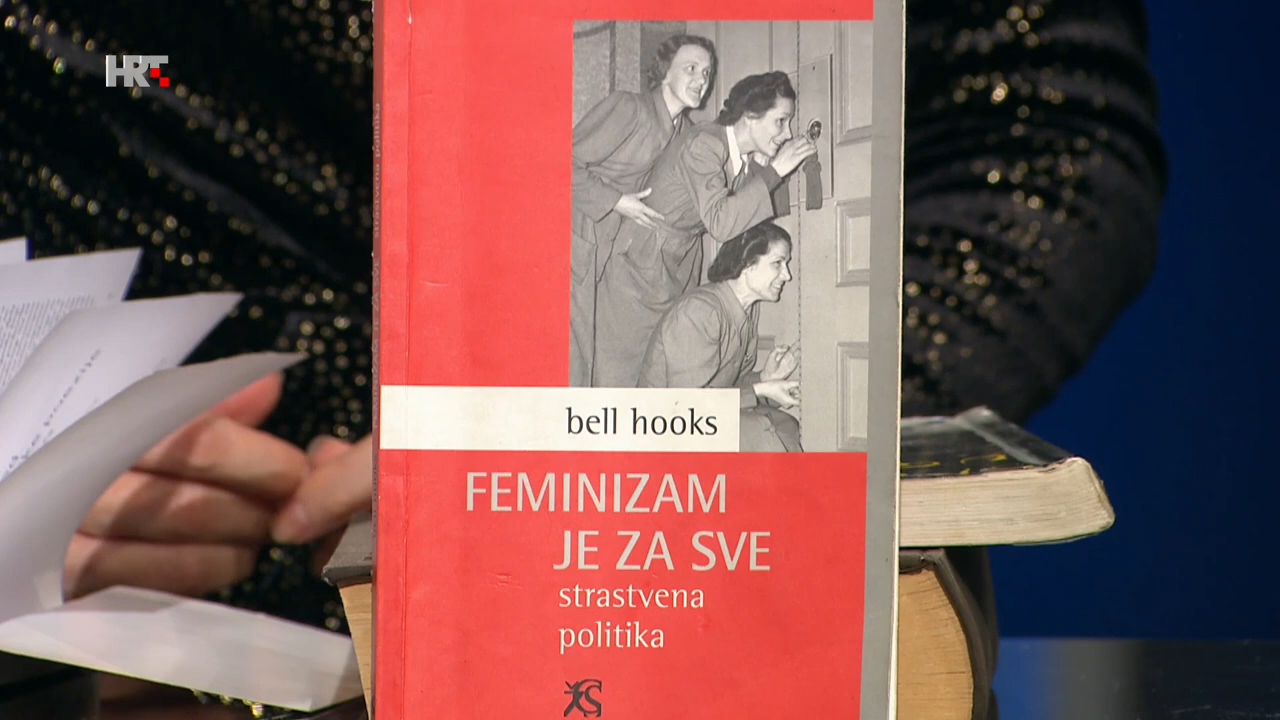 HRT
bell hooks
FEMINIZAM
JE ZA SVE
strastvena
politika